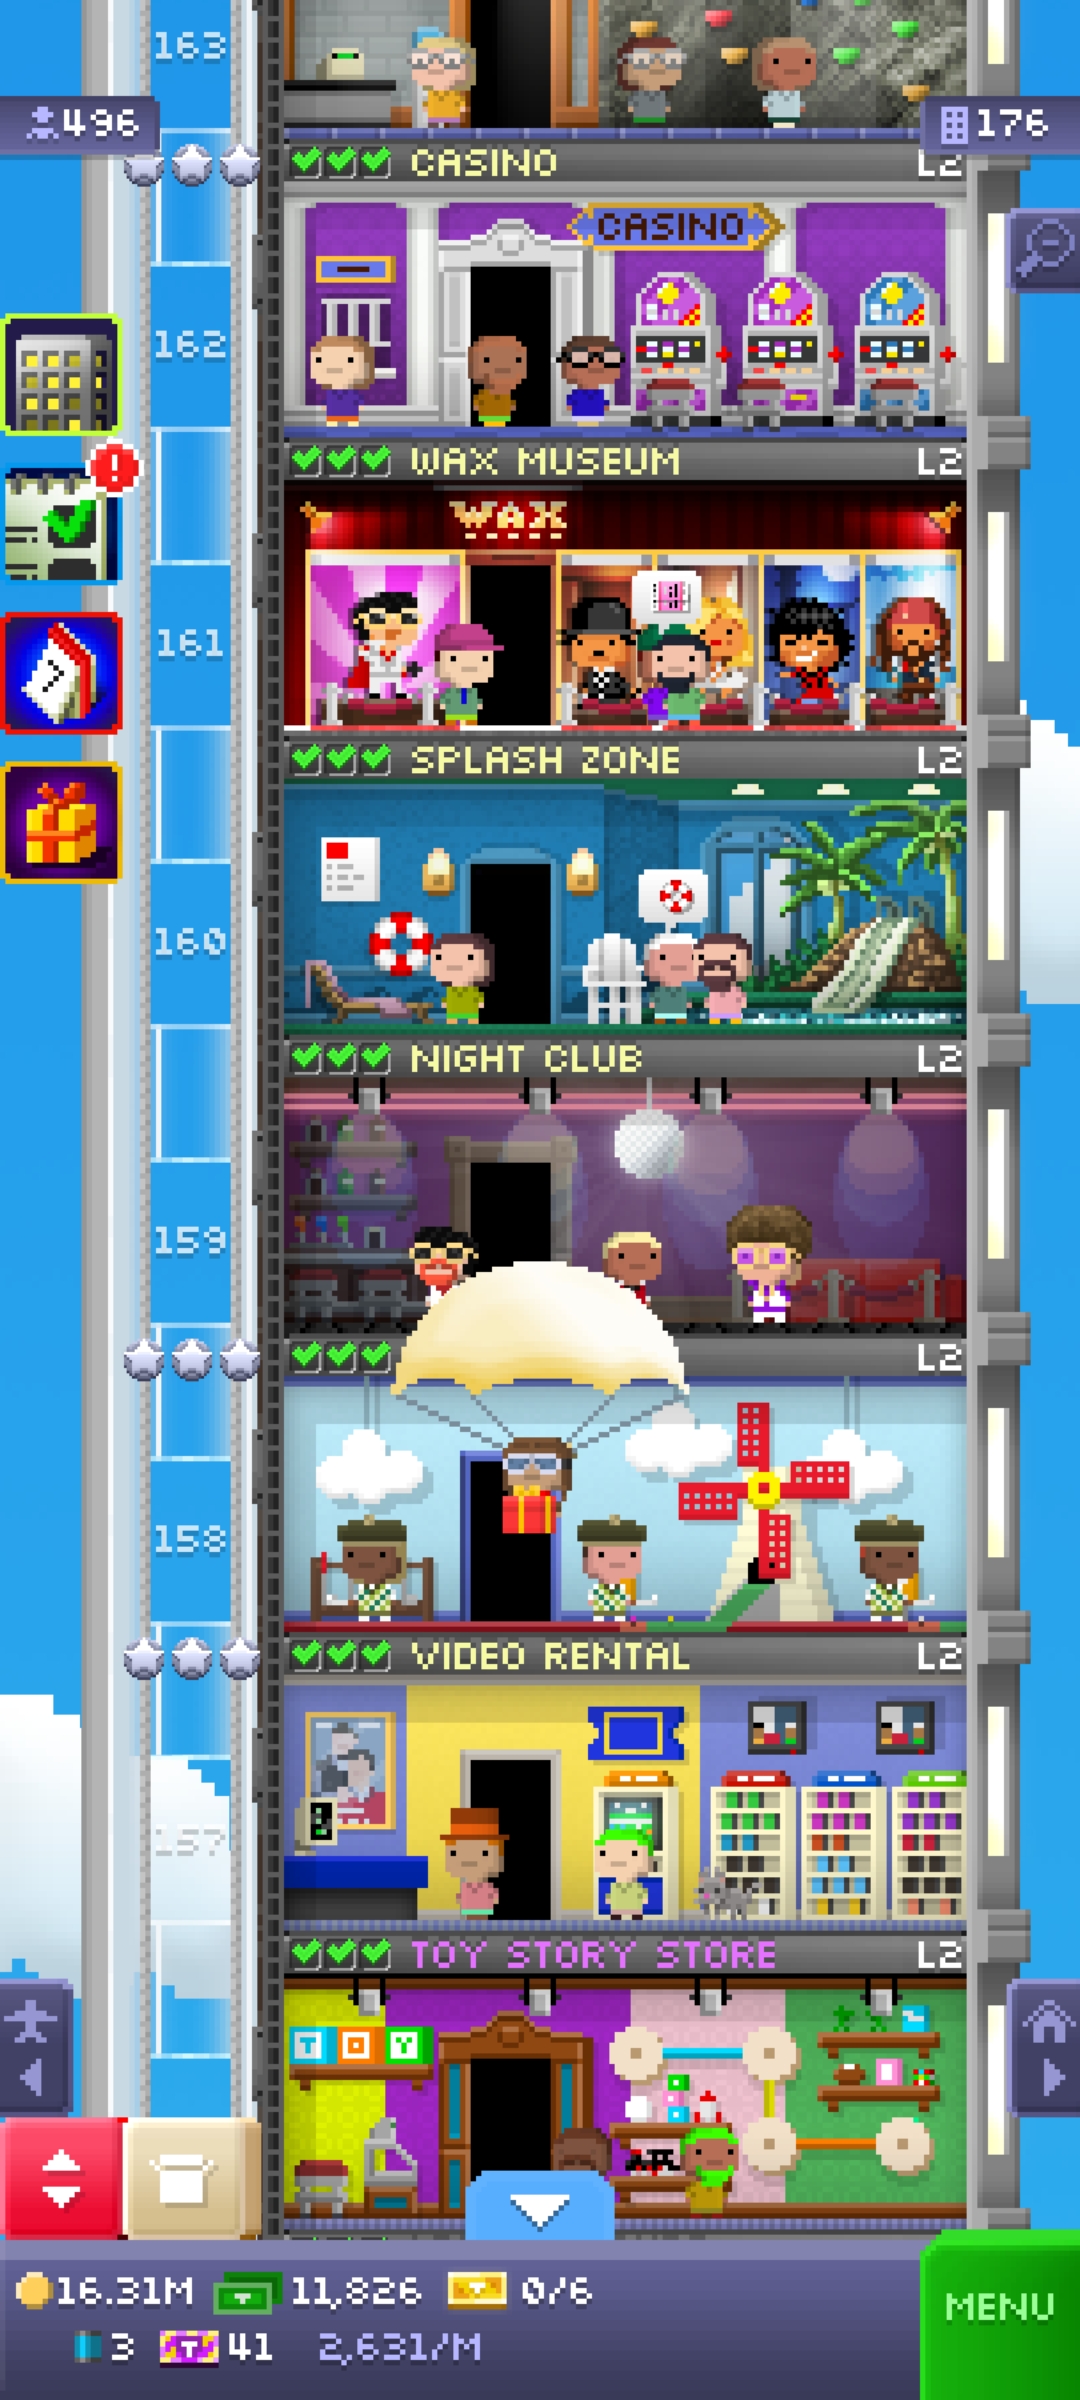 163
496
176
CASINO L2
CASINO
162
WAX MUSEUM L2
WAX
161
SPLASH ZONE L2
160
NIGHT CLUB L2
159
L2
158
VIDEO RENTAL L2
157
TOY STORY STORE L2
T O Y
16.31M 11,826 0/6
MENU
3 41 2,631/M